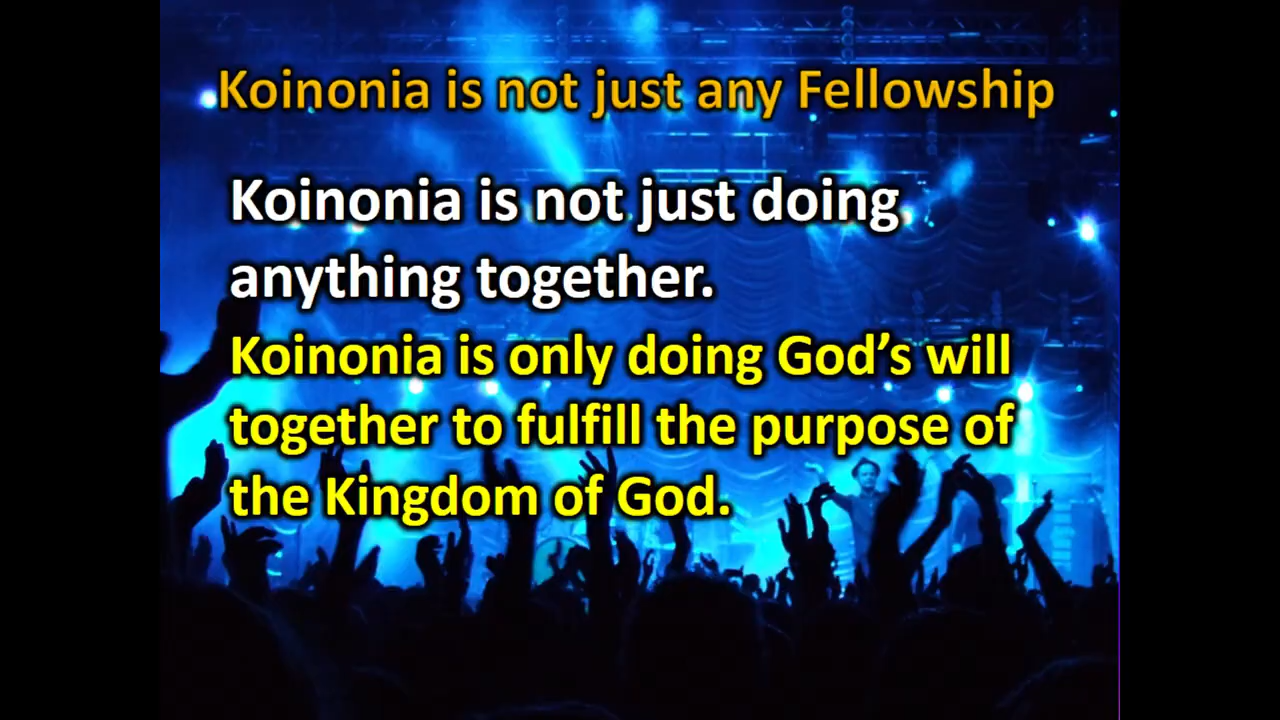 Koinonia is not just any Fellowship
Koinonia is not just doing
anything together.
Koinonia is only doing God’s will
together to fulfill the purpose of
the Kingdom of God.